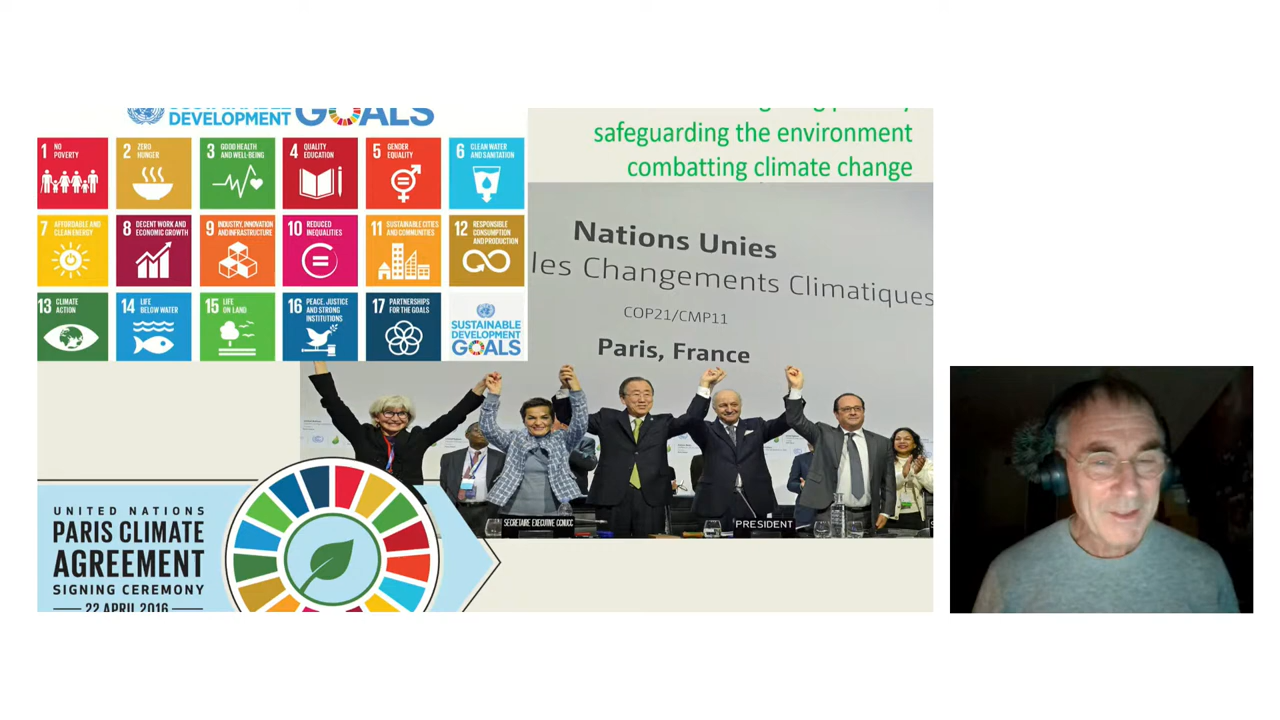 SUSTAINABLE
DEVELOPMENT GOALS
safeguarding the environment
combatting climate change
1 NO
POVERTY
2 ZERO
HUNGER
3 GOOD HEALTH
AND WELL-BEING
4 QUALITY
EDUCATION
5 GENDER
EQUALITY
6 CLEAN WATER
AND SANITATION
7 AFFORDABLE AND
CLEAN ENERGY
8 DECENT WORK AND
ECONOMIC GROWTH
9 INDUSTRY, INNOVATION
AND INFRASTRUCTURE
10 REDUCED
INEQUALITIES
11 SUSTAINABLE CITIES
AND COMMUNITIES
12 RESPONSIBLE
CONSUMPTION
AND PRODUCTION
13 CLIMATE
ACTION
14 LIFE
BELOW WATER
15 LIFE
ON LAND
16 PEACE, JUSTICE
AND STRONG
INSTITUTIONS
17 PARTNERSHIPS
FOR THE GOALS
SUSTAINABLE
DEVELOPMENT
GOALS
Nations Unies
les Changements Climatiques
COP21/CMP11
Paris, France
SECRETAIRE EXECUTIVE CCNUCC
PRESIDENT
UNITED NATIONS
PARIS CLIMATE
AGREEMENT
SIGNING CEREMONY
22 APRIL 2016